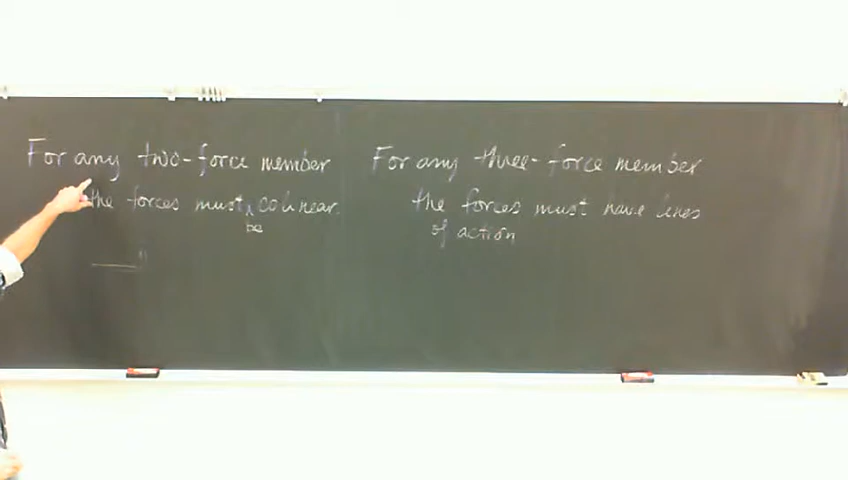 For any two-force member
the forces must be colinear.
For any three-force member
the forces must have lines
of action